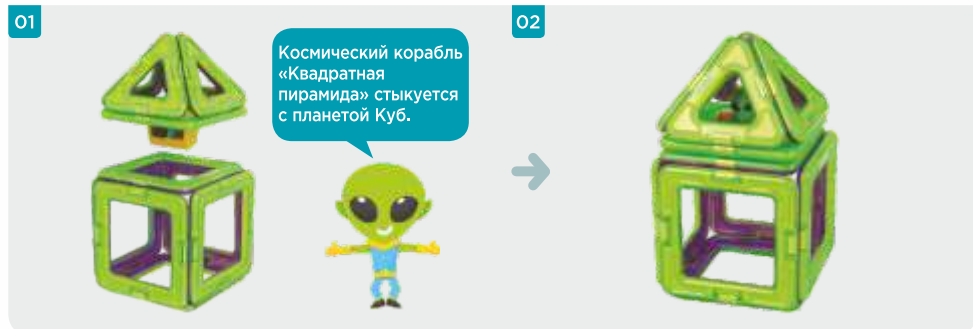 01
Космический корабль
«Квадратная
пирамида» стыкуется
с планетой Куб.
02